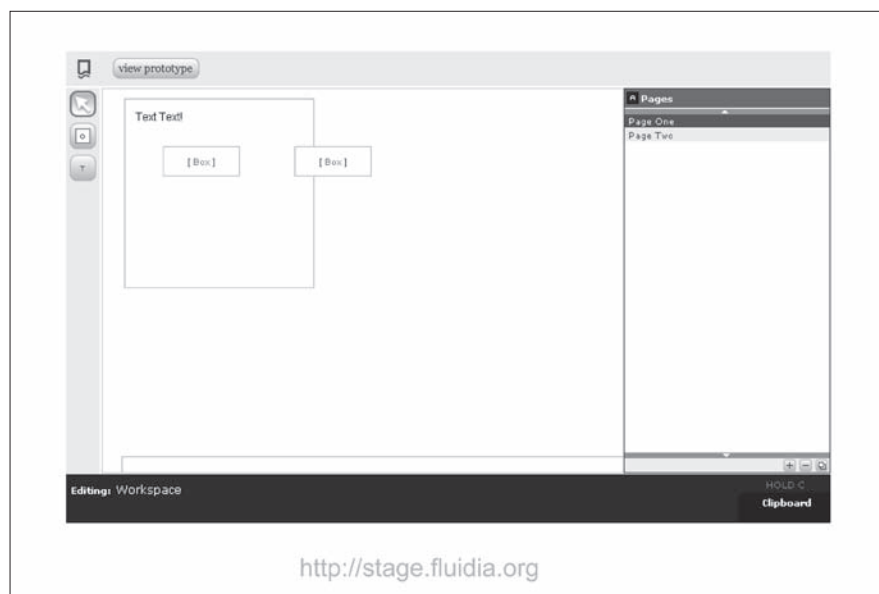 view prototype
Text Text!
[ Box ] [ Box ]
T
Pages
Page One
Page Two
Editing: Workspace
HOLD C
Clipboard
http://stage.fluidia.org